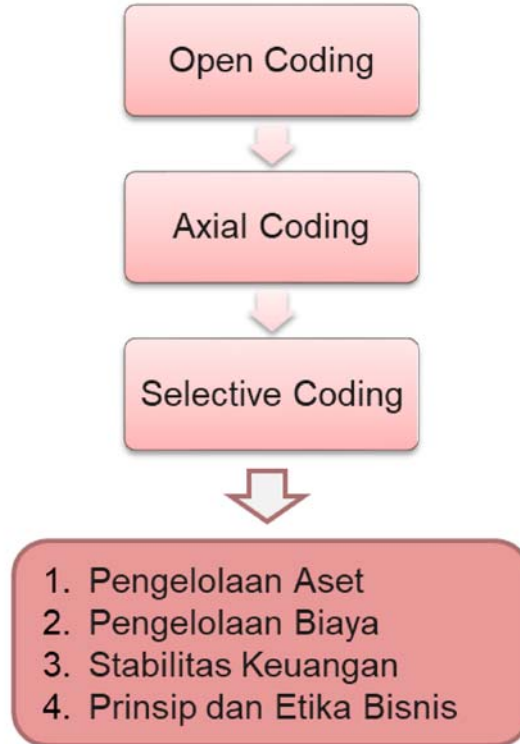 Open Coding
Axial Coding
Selective Coding
1. Pengelolaan Aset
2. Pengelolaan Biaya
3. Stabilitas Keuangan
4. Prinsip dan Etika Bisnis